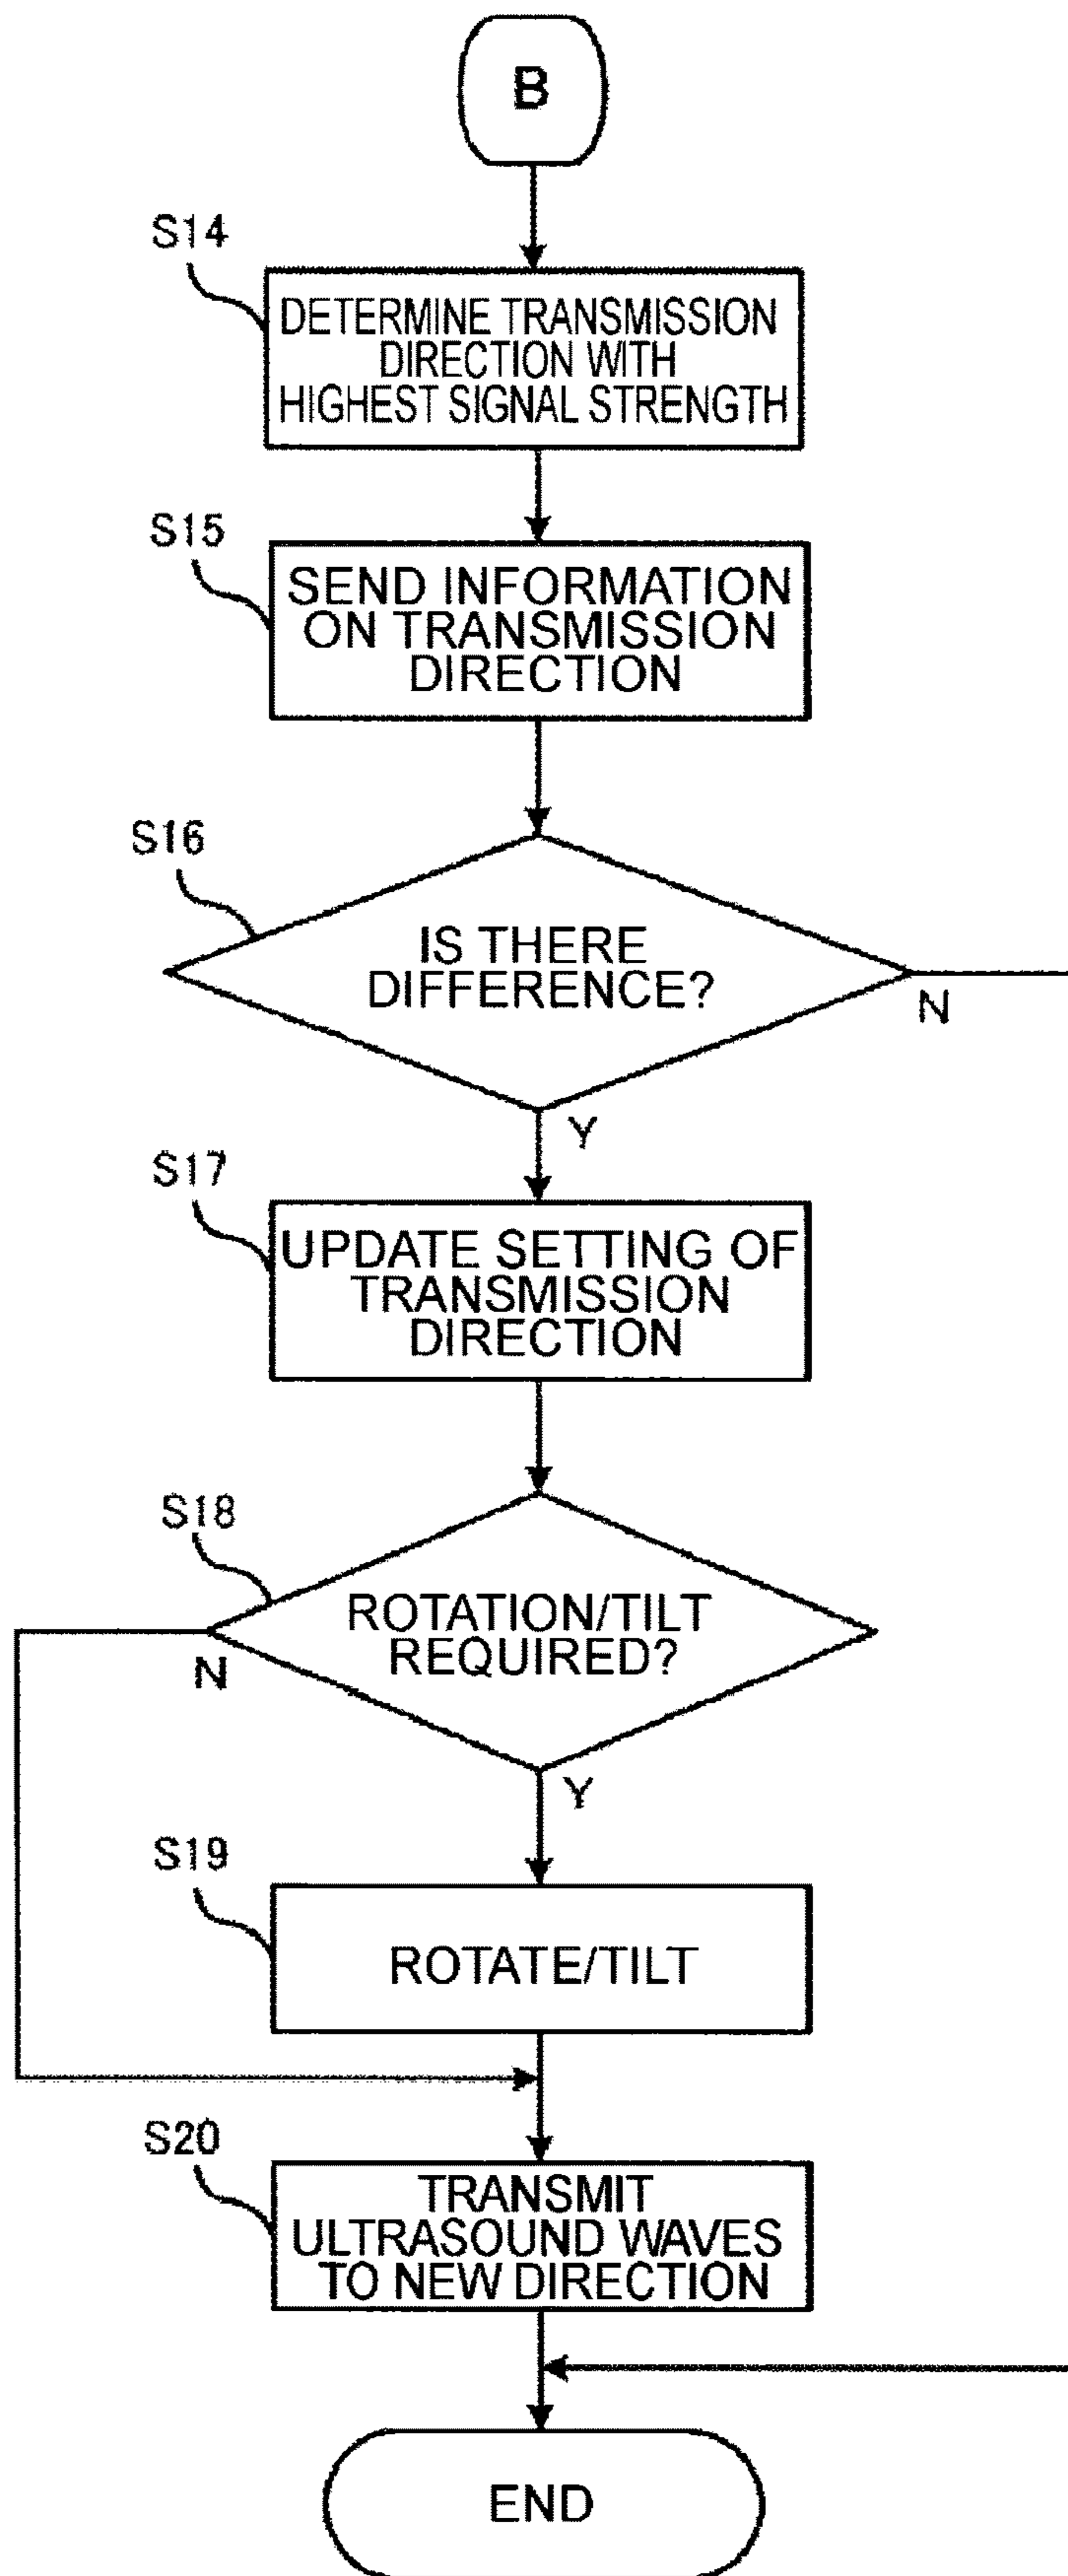 B
S14
DETERMINE TRANSMISSION
DIRECTION WITH
HIGHEST SIGNAL STRENGTH
S15
SEND INFORMATION
ON TRANSMISSION
DIRECTION
S16
IS THERE
DIFFERENCE?
N
Y
S17
UPDATE SETTING OF
TRANSMISSION
DIRECTION
S18
ROTATION/TILT
REQUIRED?
N
Y
S19
ROTATE/TILT
S20
TRANSMIT
ULTRASOUND WAVES
TO NEW DIRECTION
END